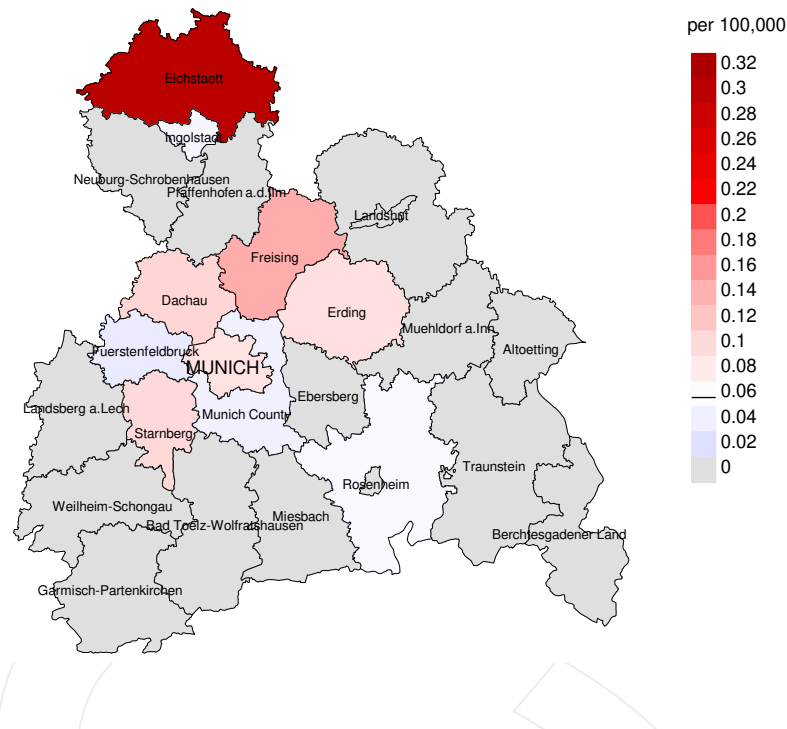 per 100,000
0.32
0.3
0.28
0.26
0.24
0.22
0.2
0.18
0.16
0.14
0.12
0.1
0.08
0.06
0.04
0.02
0
Eichstaett
Ingolstadt
Neuburg-Schrobenhausen
Pfaffenhofen a.d.Ilm
Landshut
Freising
Dachau
Erding
Muehldorf a.Inn
Altoetting
Fuerstenfeldbruck
MUNICH
Ebersberg
Landsberg a.Lech
Munich County
Starnberg
Traunstein
Rosenheim
Weilheim-Schongau
Miesbach
Bad Toelz-Wolfratshausen
Berchtesgadener Land
Garmisch-Partenkirchen